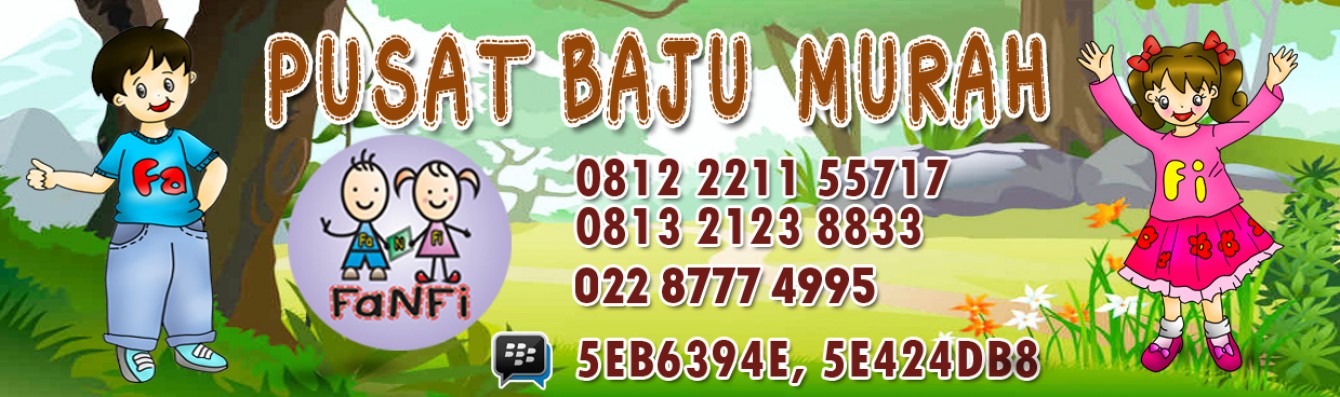 PUSAT BAJU MURAH
Fa
Fi
Fa N Fi
FaNFi
0812 2211 55717
0813 2123 8833
022 8777 4995
5EB6394E, 5E424DB8